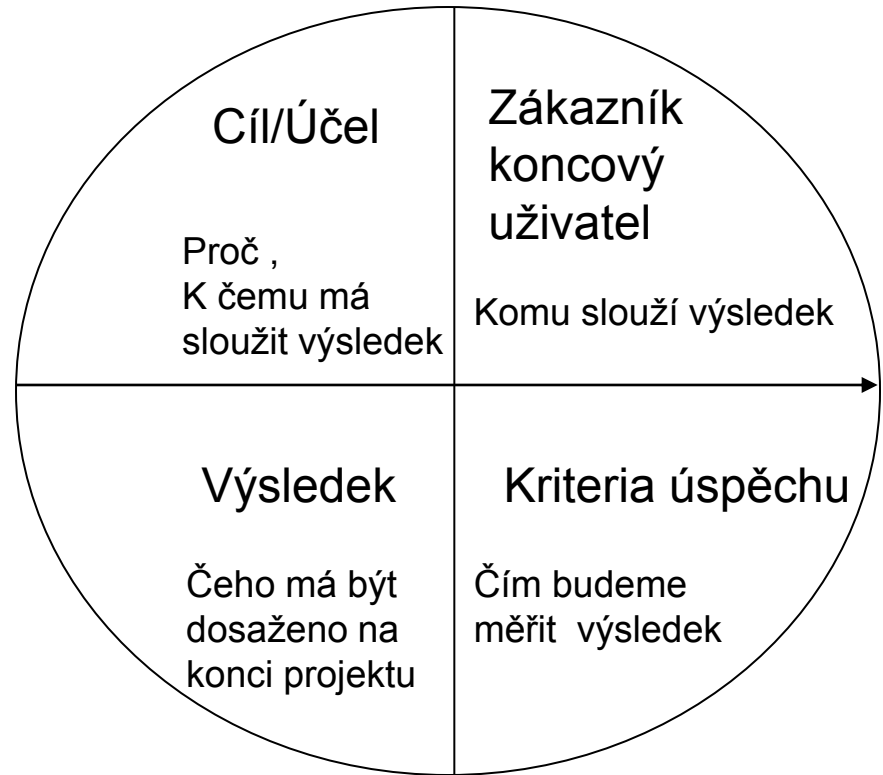 Cíl/Účel
Proč ,
K čemu má
sloužit výsledek
Zákazník
koncový
uživatel
Komu slouží výsledek
Výsledek
Čeho má být
dosaženo na
konci projektu
Kriteria úspěchu
Čím budeme
měřit  výsledek